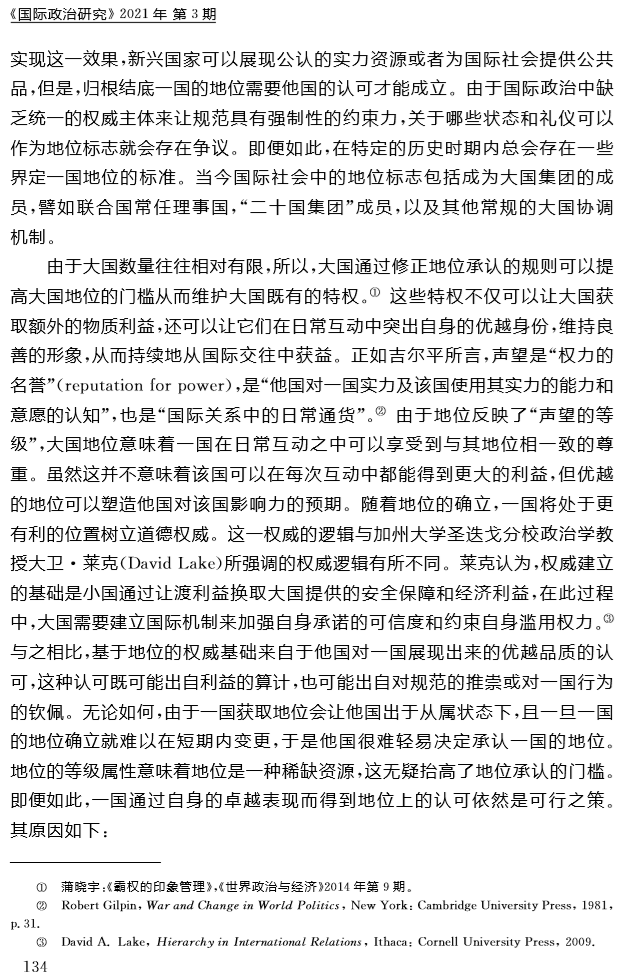 《国际政治研究》2021年 第3期
实现这一效果,新兴国家可以展现公认的实力资源或者为国际社会提供公共
品,但是,归根结底一国的地位需要他国的认可才能成立。由于国际政治中缺
乏统一的权威主体来让规范具有强制性的约束力,关于哪些状态和礼仪可以
作为地位标志就会存在争议。即便如此,在特定的历史时期内总会存在一些
界定一国地位的标准。当今国际社会中的地位标志包括成为大国集团的成
员,譬如联合国常任理事国,“二十国集团”成员,以及其他常规的大国协调
机制。
由于大国数量往往相对有限,所以,大国通过修正地位承认的规则可以提
高大国地位的门槛从而维护大国既有的特权。① 这些特权不仅可以让大国获
取额外的物质利益,还可以让它们在日常互动中突出自身的优越身份,维持良
善的形象,从而持续地从国际交往中获益。正如吉尔平所言,声望是“权力的
名誉”(reputation for power),是“他国对一国实力及该国使用其实力的能力和
意愿的认知”,也是“国际关系中的日常通货”。② 由于地位反映了“声望的等
级”,大国地位意味着一国在日常互动之中可以享受到与其地位相一致的尊
重。虽然这并不意味着该国可以在每次互动中都能得到更大的利益,但优越
的地位可以塑造他国对该国影响力的预期。随着地位的确立,一国将处于更
有利的位置树立道德权威。这一权威的逻辑与加州大学圣迭戈分校政治学教
授大卫·莱克(David Lake)所强调的权威逻辑有所不同。莱克认为,权威建立
的基础是小国通过让渡利益换取大国提供的安全保障和经济利益,在此过程
中,大国需要建立国际机制来加强自身承诺的可信度和约束自身滥用权力。③
与之相比,基于地位的权威基础来自于他国对一国展现出来的优越品质的认
可,这种认可既可能出自利益的算计,也可能出自对规范的推崇或对一国行为
的钦佩。无论如何,由于一国获取地位会让他国出于从属状态下,且一旦一国
的地位确立就难以在短期内变更,于是他国很难轻易决定承认一国的地位。
地位的等级属性意味着地位是一种稀缺资源,这无疑抬高了地位承认的门槛。
即便如此,一国通过自身的卓越表现而得到地位上的认可依然是可行之策。
其原因如下:
① 蒲晓宇:《霸权的印象管理》,《世界政治与经济》2014年第9期。
② Robert Gilpin, War and Change in World Politics, New York: Cambridge University Press, 1981,
p. 31.
③ David A. Lake, Hierarchy in International Relations, Ithaca: Cornell University Press, 2009.
134